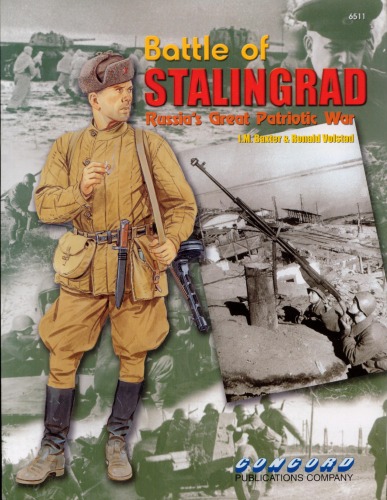 6511
Battle of
STALINGRAD
Russia's Great Patriotic War
J.M. Baxter & Ronald Volstad
CONCORD
PUBLICATIONS COMPANY